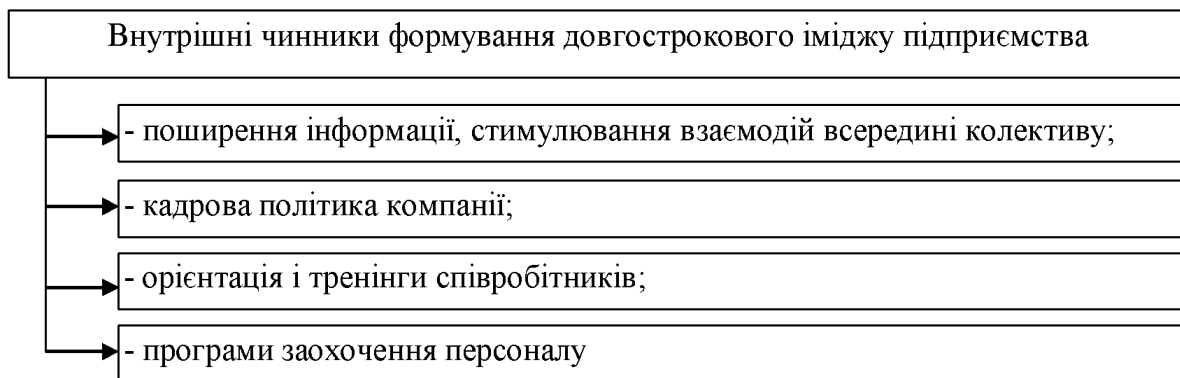 Внутрішні чинники формування довгострокового іміджу підприємства
- поширення інформації, стимулювання взаємодій всередині колективу;
- кадрова політика компанії;
- орієнтація і тренінги співробітників;
- програми заохочення персоналу